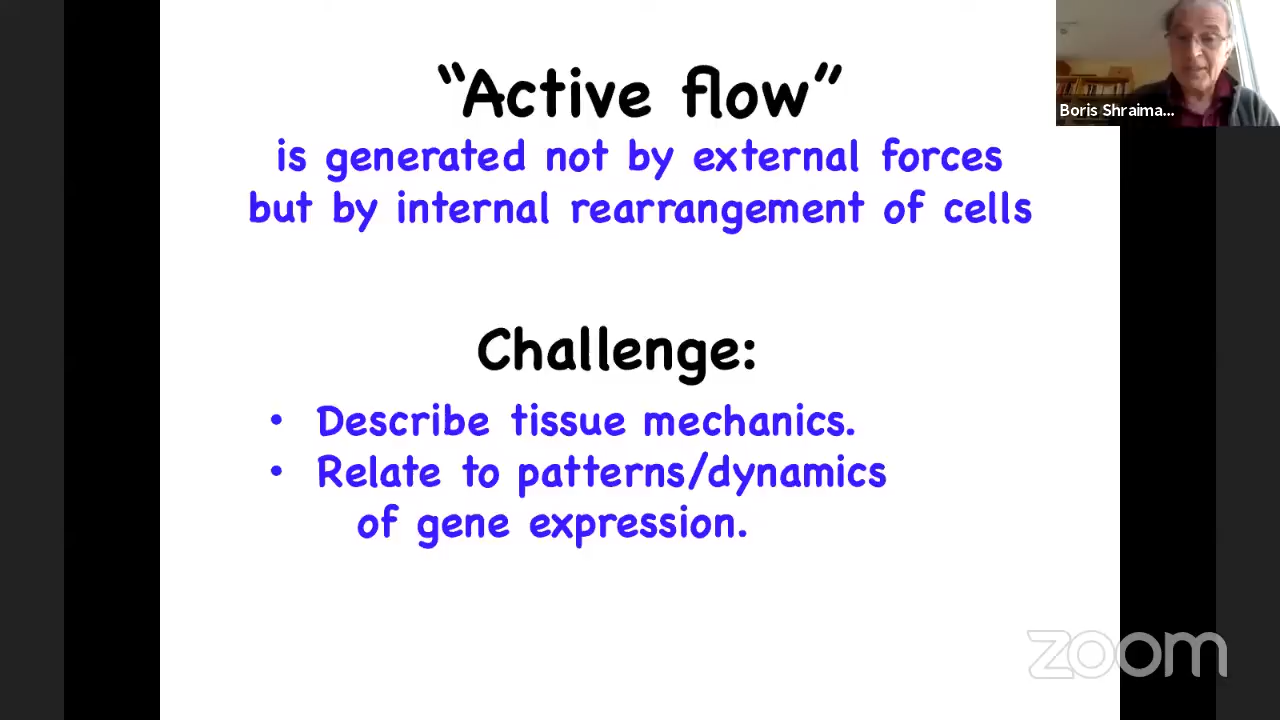 “Active flow”
is generated not by external forces
but by internal rearrangement of cells
Challenge:
• Describe tissue mechanics.
• Relate to patterns/dynamics
of gene expression.
Boris Shraima...
zoom